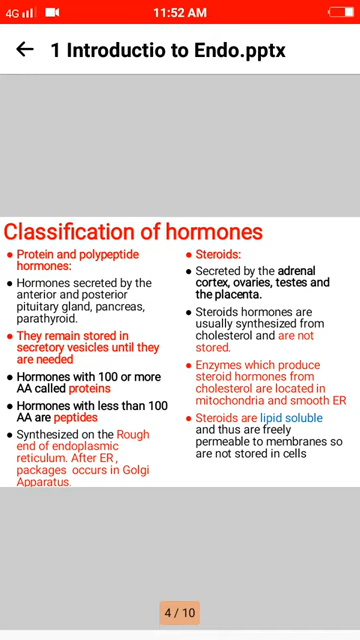 4G
11:52 AM
1 Introductio to Endo.pptx
Classification of hormones
● Protein and polypeptide
hormones:
● Hormones secreted by the
anterior and posterior
pituitary gland, pancreas,
parathyroid.
● They remain stored in
secretory vesicles until they
are needed
● Hormones with 100 or more
AA called proteins
● Hormones with less than 100
AA are peptides
● Synthesized on the Rough
end of endoplasmic
reticulum. After ER ,
packages occurs in Golgi
Apparatus.
● Steroids:
● Secreted by the adrenal
cortex, ovaries, testes and
the placenta.
● Steroids hormones are
usually synthesized from
cholesterol and are not
stored.
● Enzymes which produce
steroid hormones from
cholesterol are located in
mitochondria and smooth ER
● Steroids are lipid soluble
and thus are freely
permeable to membranes so
are not stored in cells
4 / 10